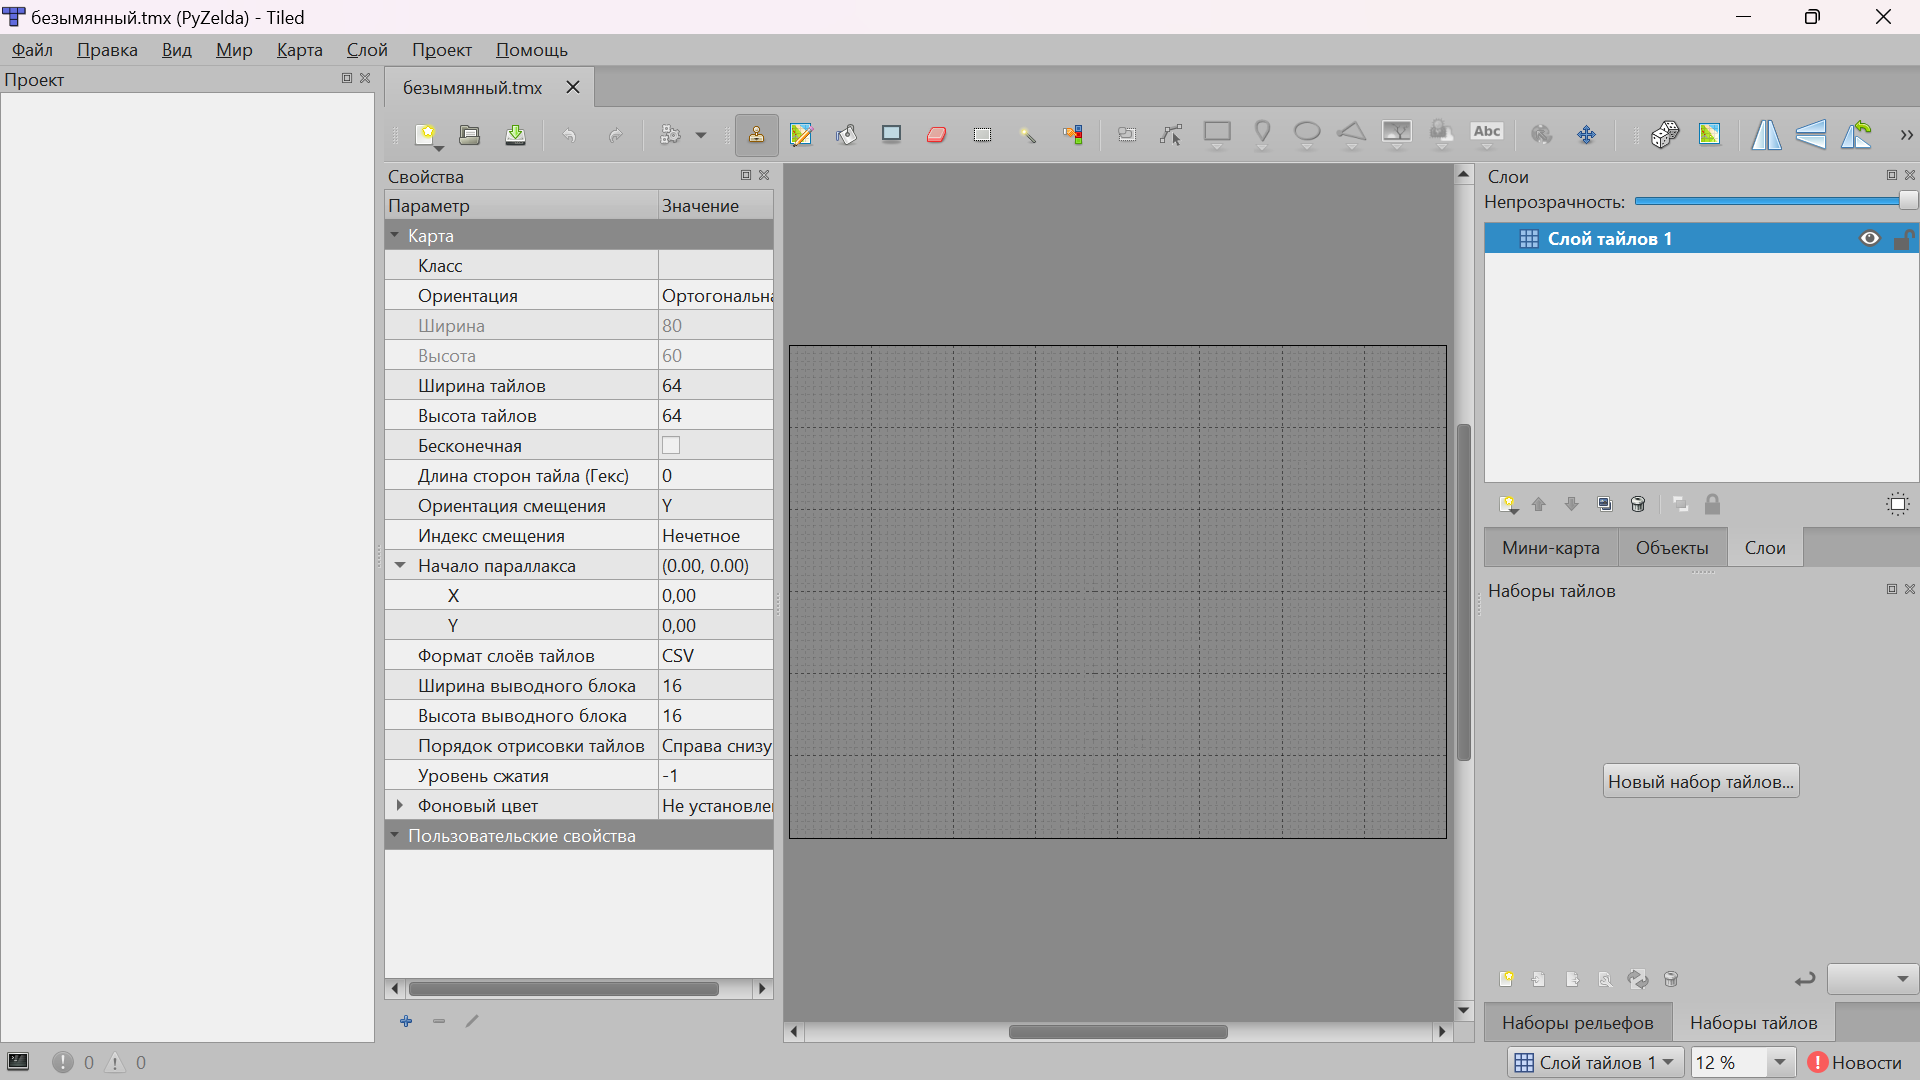 безымянный.tmx (PyZelda) - Tiled
Файл Правка Вид Мир Карта Слой Проект Помощь
Проект
безымянный.tmx
Abc
Свойства
Параметр Значение
Карта
Класс
Ориентация Ортогональна
Ширина 80
Высота 60
Ширина тайлов 64
Высота тайлов 64
Бесконечная
Длина сторон тайла (Гекс) 0
Ориентация смещения Y
Индекс смещения Нечетное
Начало параллакса (0.00, 0.00)
X 0,00
Y 0,00
Формат слоёв тайлов CSV
Ширина выводного блока 16
Высота выводного блока 16
Порядок отрисовки тайлов Справа снизу
Уровень сжатия -1
Фоновый цвет Не установлен
Пользовательские свойства
Слои
Непрозрачность:
Слой тайлов 1
Мини-карта Объекты Слои
Наборы тайлов
Новый набор тайлов...
Наборы рельефов Наборы тайлов
0 0
Слой тайлов 1 12 % Новости